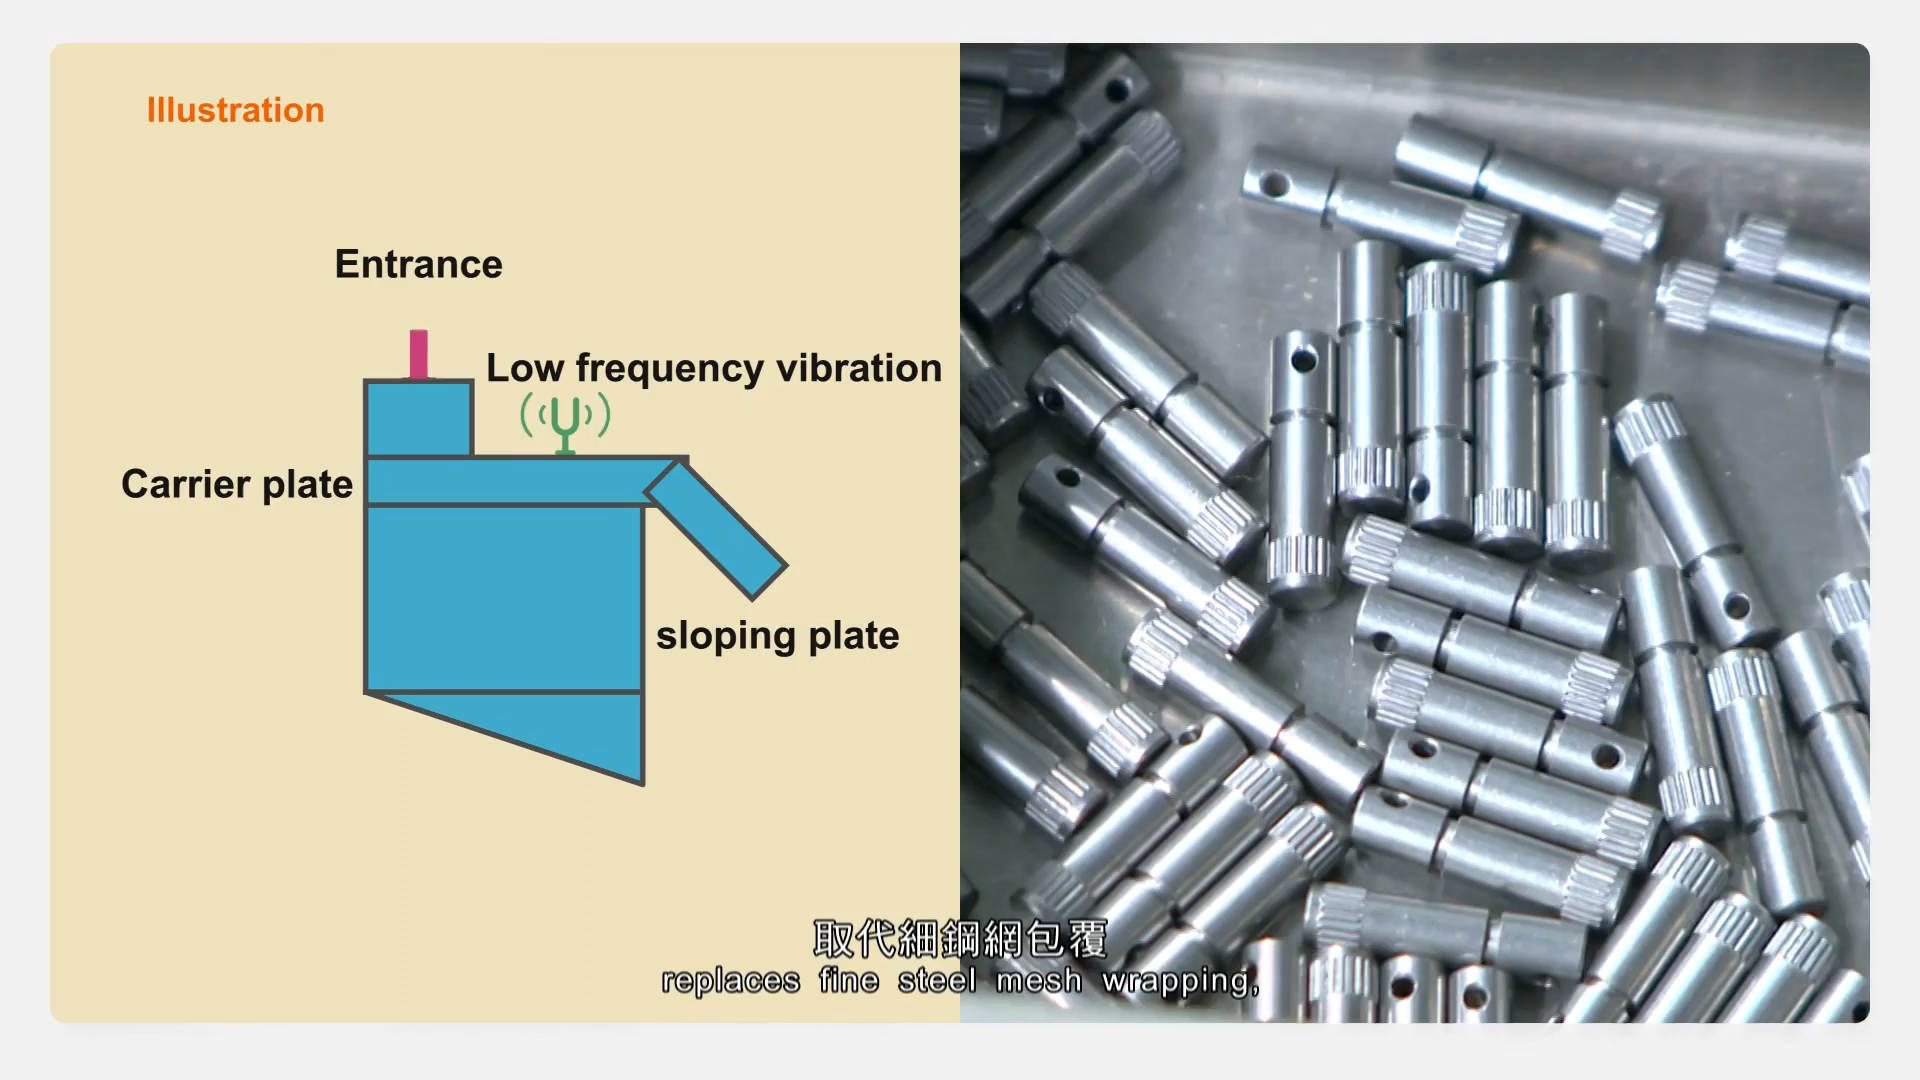 Illustration
Entrance
Low frequency vibration
Carrier plate
sloping plate
取代細鋼網包覆
replaces fine steel mesh wrapping,